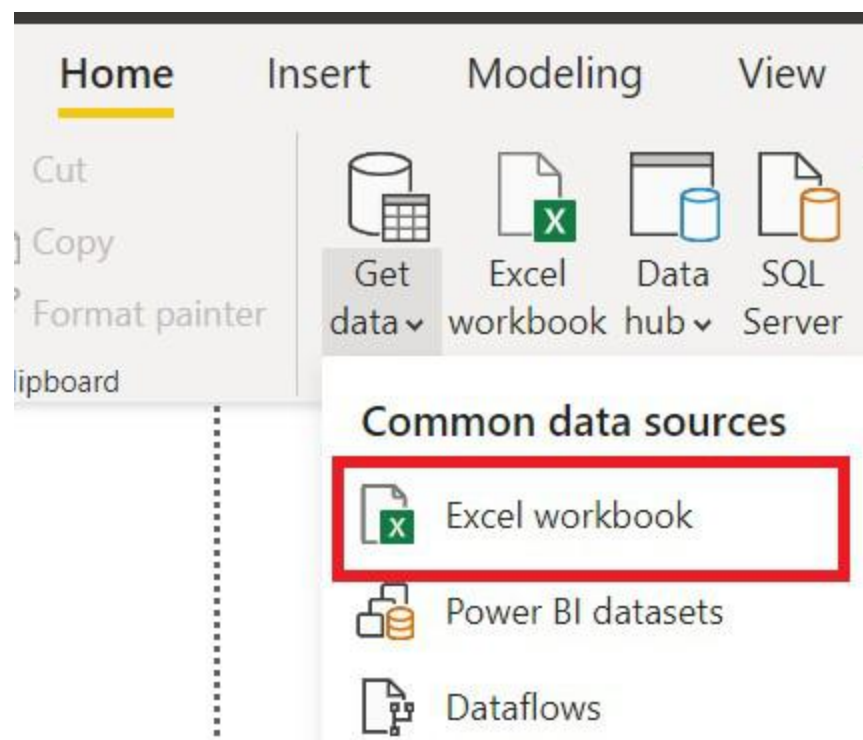 Home Insert Modeling View
Cut
Copy
Format painter
lipboard
Get data
Excel workbook
Data hub
SQL Server
Common data sources
Excel workbook
Power BI datasets
Dataflows